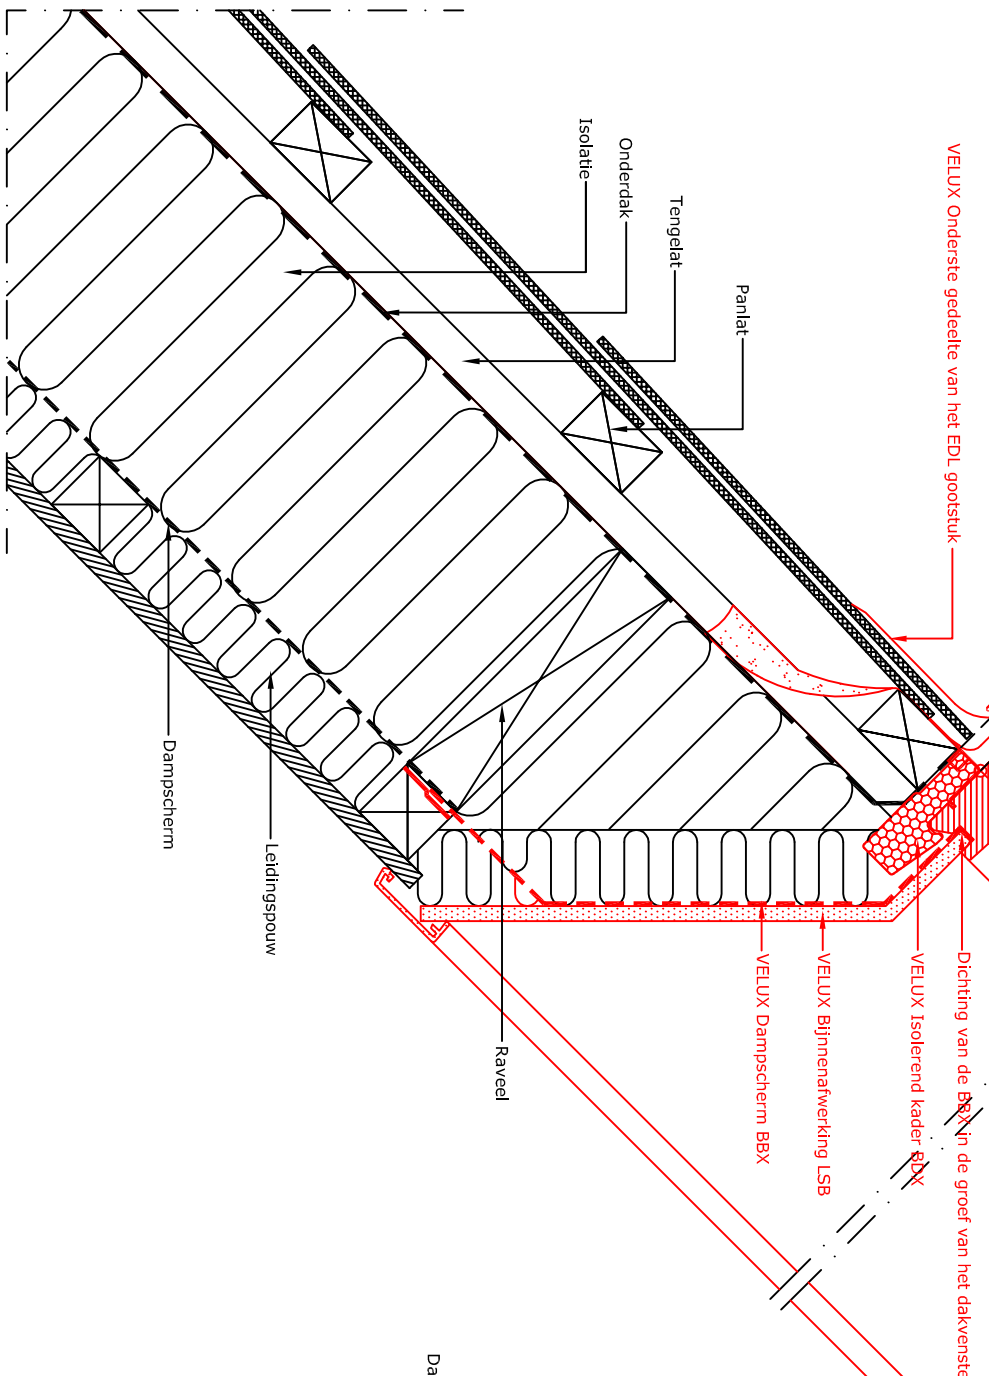 VELUX Onderste gedeelte van het EDL gootstuk
Panlat
Tengelat
Onderdak
Isolatie
Dichting van de BBX in de groef van het dakvenste
VELUX Isolerend kader BDX
VELUX Bijnnenafwerking LSB
VELUX Dampscherm BBX
Raveel
Leidingspouw
Dampscherm
Da